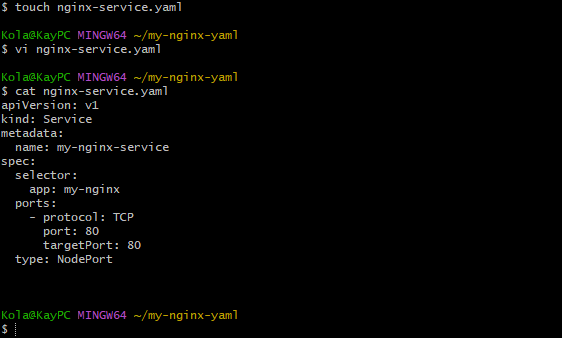 $ touch nginx-service.yaml
Kola@KayPC MINGW64 ~/my-nginx-yaml
$ vi nginx-service.yaml
Kola@KayPC MINGW64 ~/my-nginx-yaml
$ cat nginx-service.yaml
apiVersion: v1
kind: Service
metadata:
  name: my-nginx-service
spec:
  selector:
    app: my-nginx
  ports:
    - protocol: TCP
      port: 80
      targetPort: 80
  type: NodePort
Kola@KayPC MINGW64 ~/my-nginx-yaml
$